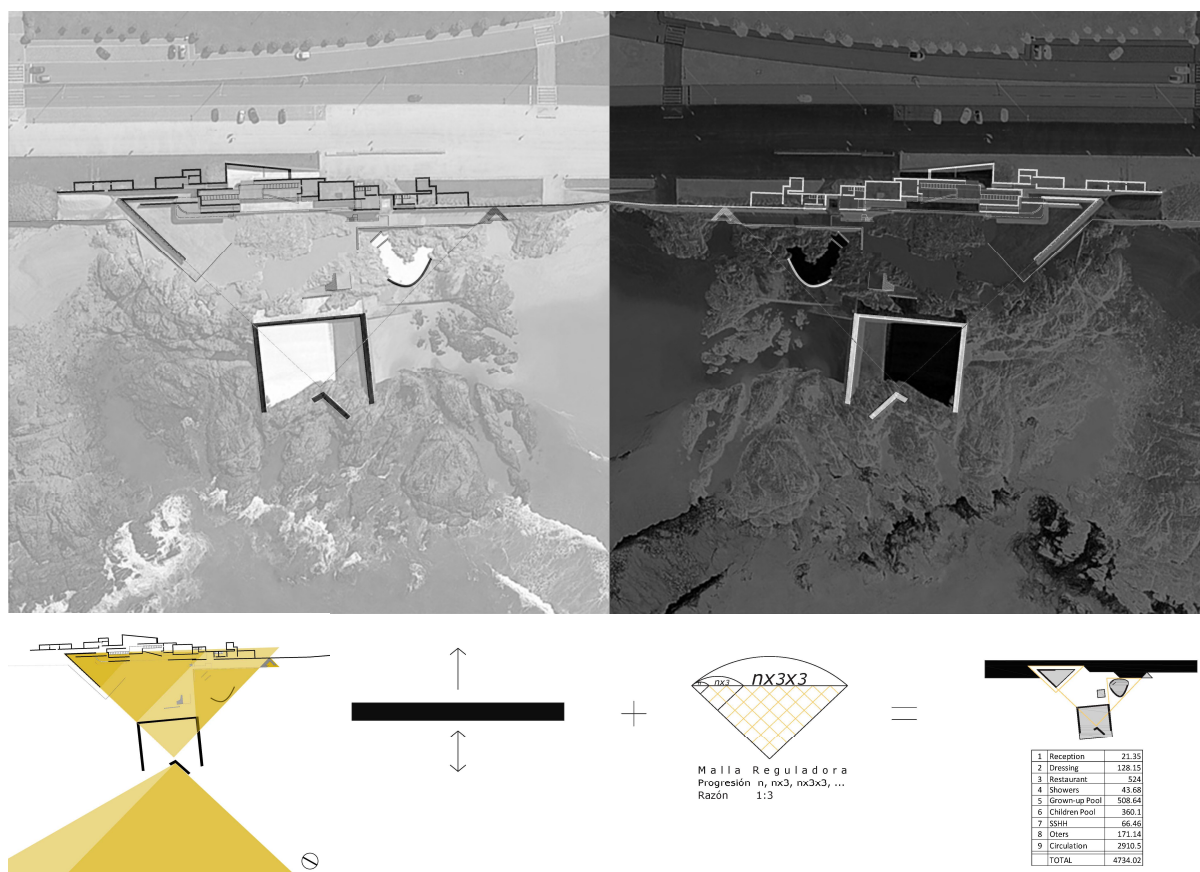 n nx3 nx3x3
Malla Reguladora
Progresión n, nx3, nx3x3, ...
Razón 1:3
1 Reception 21.35
2 Dressing 128.15
3 Restaurant 524
4 Showers 43.68
5 Grown-up Pool 508.64
6 Children Pool 360.1
7 SSHH 66.46
8 Oters 171.14
9 Circulation 2910.5
TOTAL 4734.02